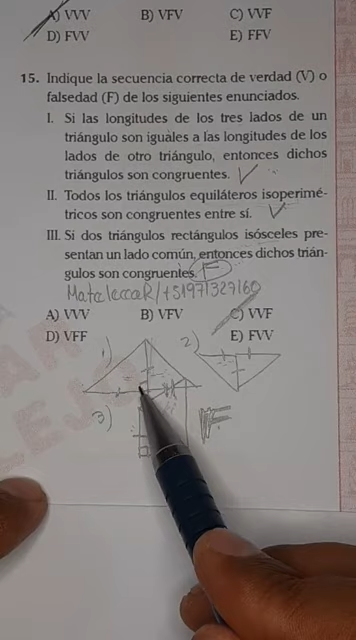 A) VVV B) VFV C) VVF
D) FVV E) FFV
15. Indique la secuencia correcta de verdad (V) o
falsedad (F) de los siguientes enunciados.
I. Si las longitudes de los tres lados de un
triángulo son iguales a las longitudes de los
lados de otro triángulo, entonces dichos
triángulos son congruentes. V
II. Todos los triángulos equiláteros isoperimé-
tricos son congruentes entre sí. V
III. Si dos triángulos rectángulos isósceles pre-
sentan un lado común, entonces dichos trián-
gulos son congruentes. F
MataleccaR/+51971329160
A) VVV B) VFV C) VVF
D) VFF E) FVV
1) 2)
3) F